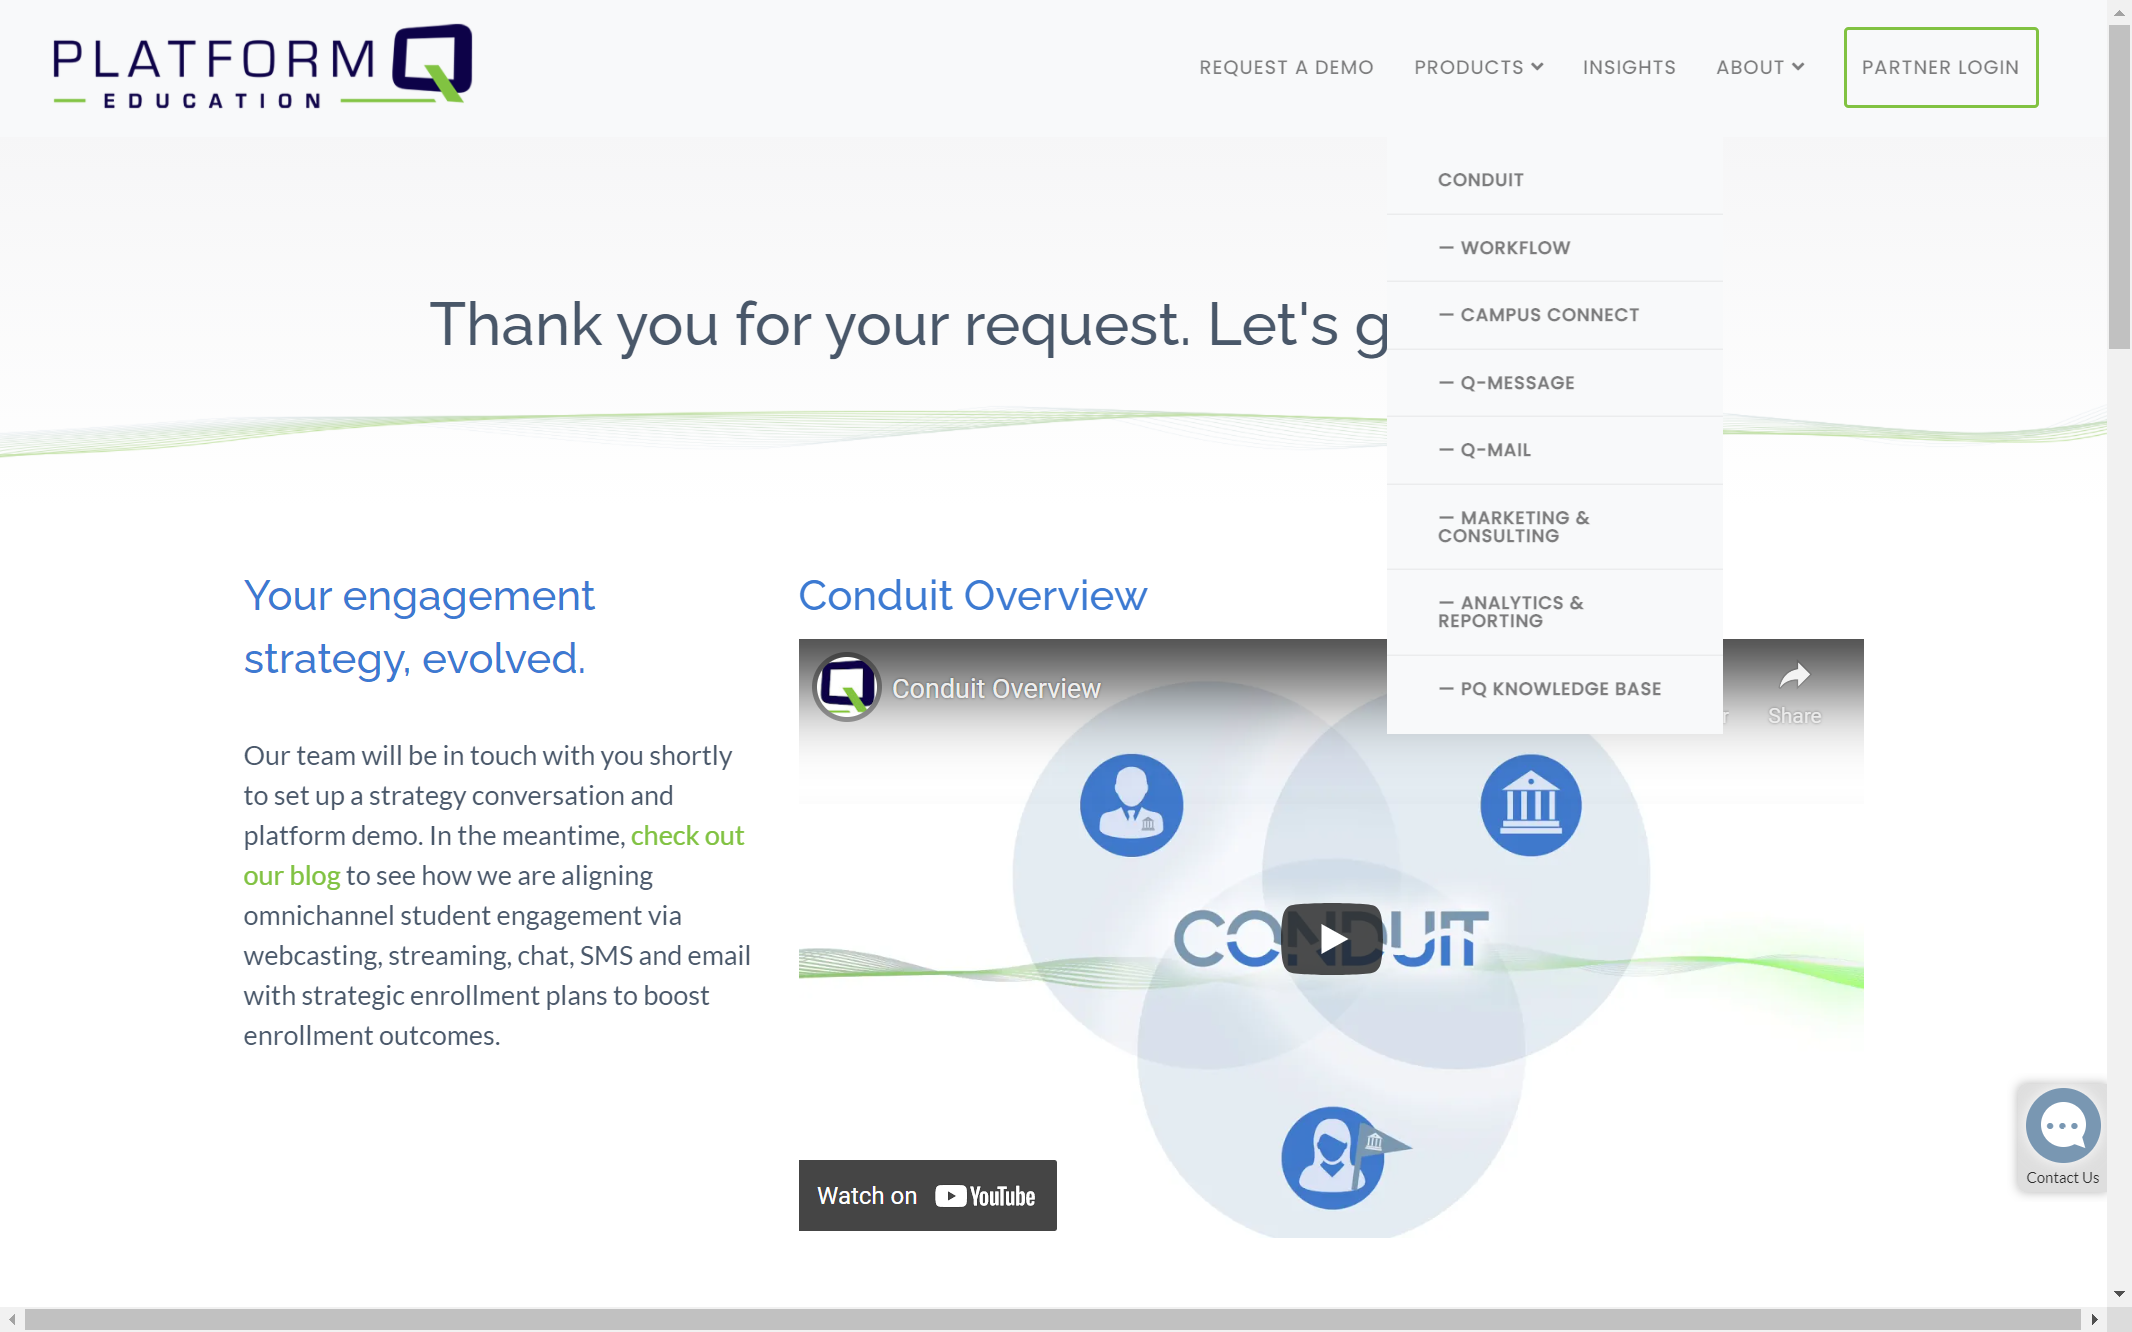 PLATFORM Q
EDUCATION
REQUEST A DEMO
PRODUCTS
INSIGHTS
ABOUT
PARTNER LOGIN
CONDUIT
— WORKFLOW
— CAMPUS CONNECT
— Q-MESSAGE
— Q-MAIL
— MARKETING &
CONSULTING
— ANALYTICS &
REPORTING
— PQ KNOWLEDGE BASE
Thank you for your request. Let's g
Your engagement
strategy, evolved.
Our team will be in touch with you shortly
to set up a strategy conversation and
platform demo. In the meantime, check out
our blog to see how we are aligning
omnichannel student engagement via
webcasting, streaming, chat, SMS and email
with strategic enrollment plans to boost
enrollment outcomes.
Conduit Overview
Conduit Overview
Share
CONDUIT
Watch on YouTube
Contact Us